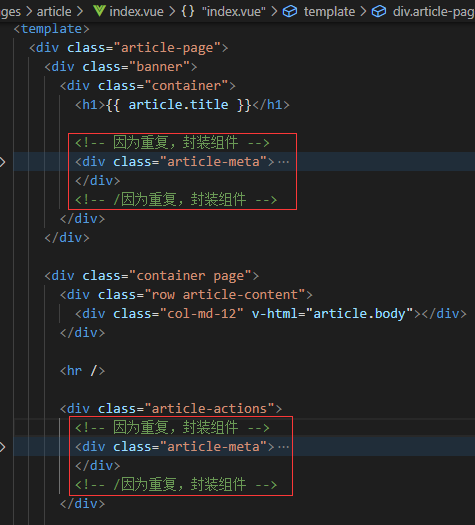 ges > article > index.vue > {} "index.vue" > template > div.article-pag
<template>
<div class="article-page">
<div class="banner">
<div class="container">
<h1>{{ article.title }}</h1>
<!-- 因为重复，封装组件 -->
<div class="article-meta">…
</div>
<!-- /因为重复，封装组件 -->
</div>
</div>
<div class="container page">
<div class="row article-content">
<div class="col-md-12" v-html="article.body"></div>
</div>
<hr />
<div class="article-actions">
<!-- 因为重复，封装组件 -->
<div class="article-meta">…
</div>
<!-- /因为重复，封装组件 -->
</div>